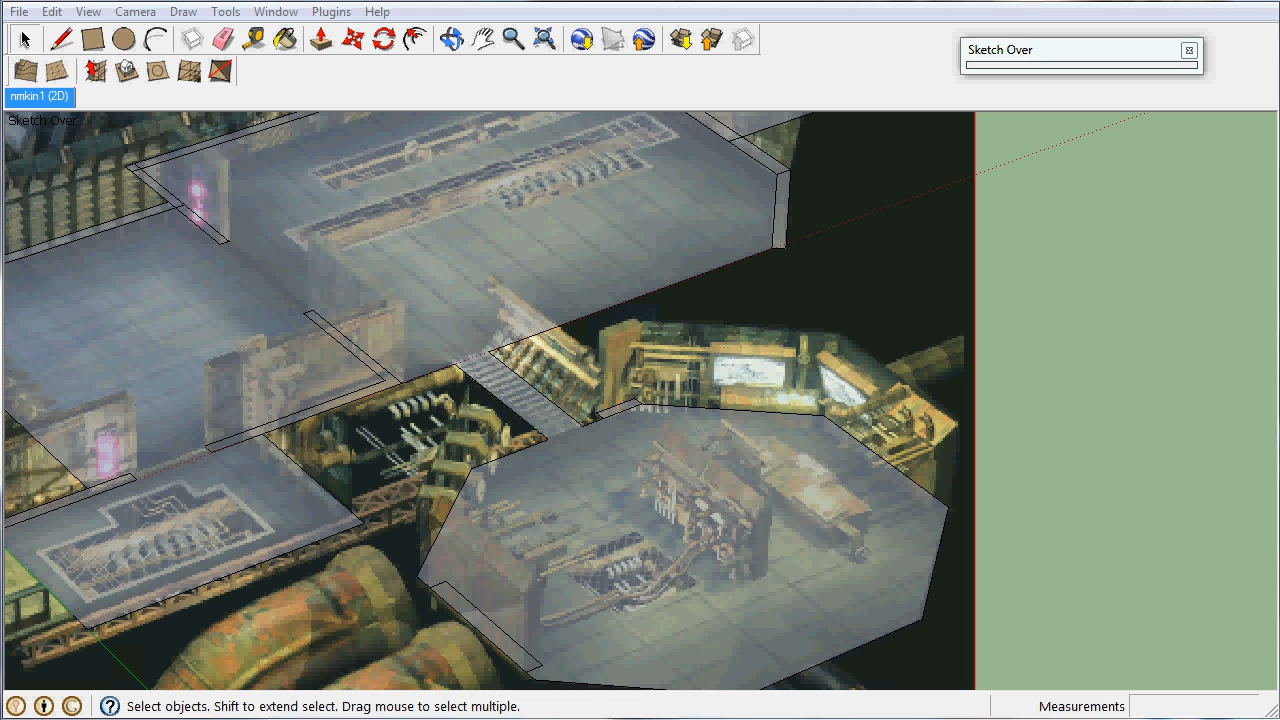 File Edit View Camera Draw Tools Window Plugins Help
Sketch Over
nmkin1 (2D)
Sketch Over
Select objects. Shift to extend select. Drag mouse to select multiple.
Measurements